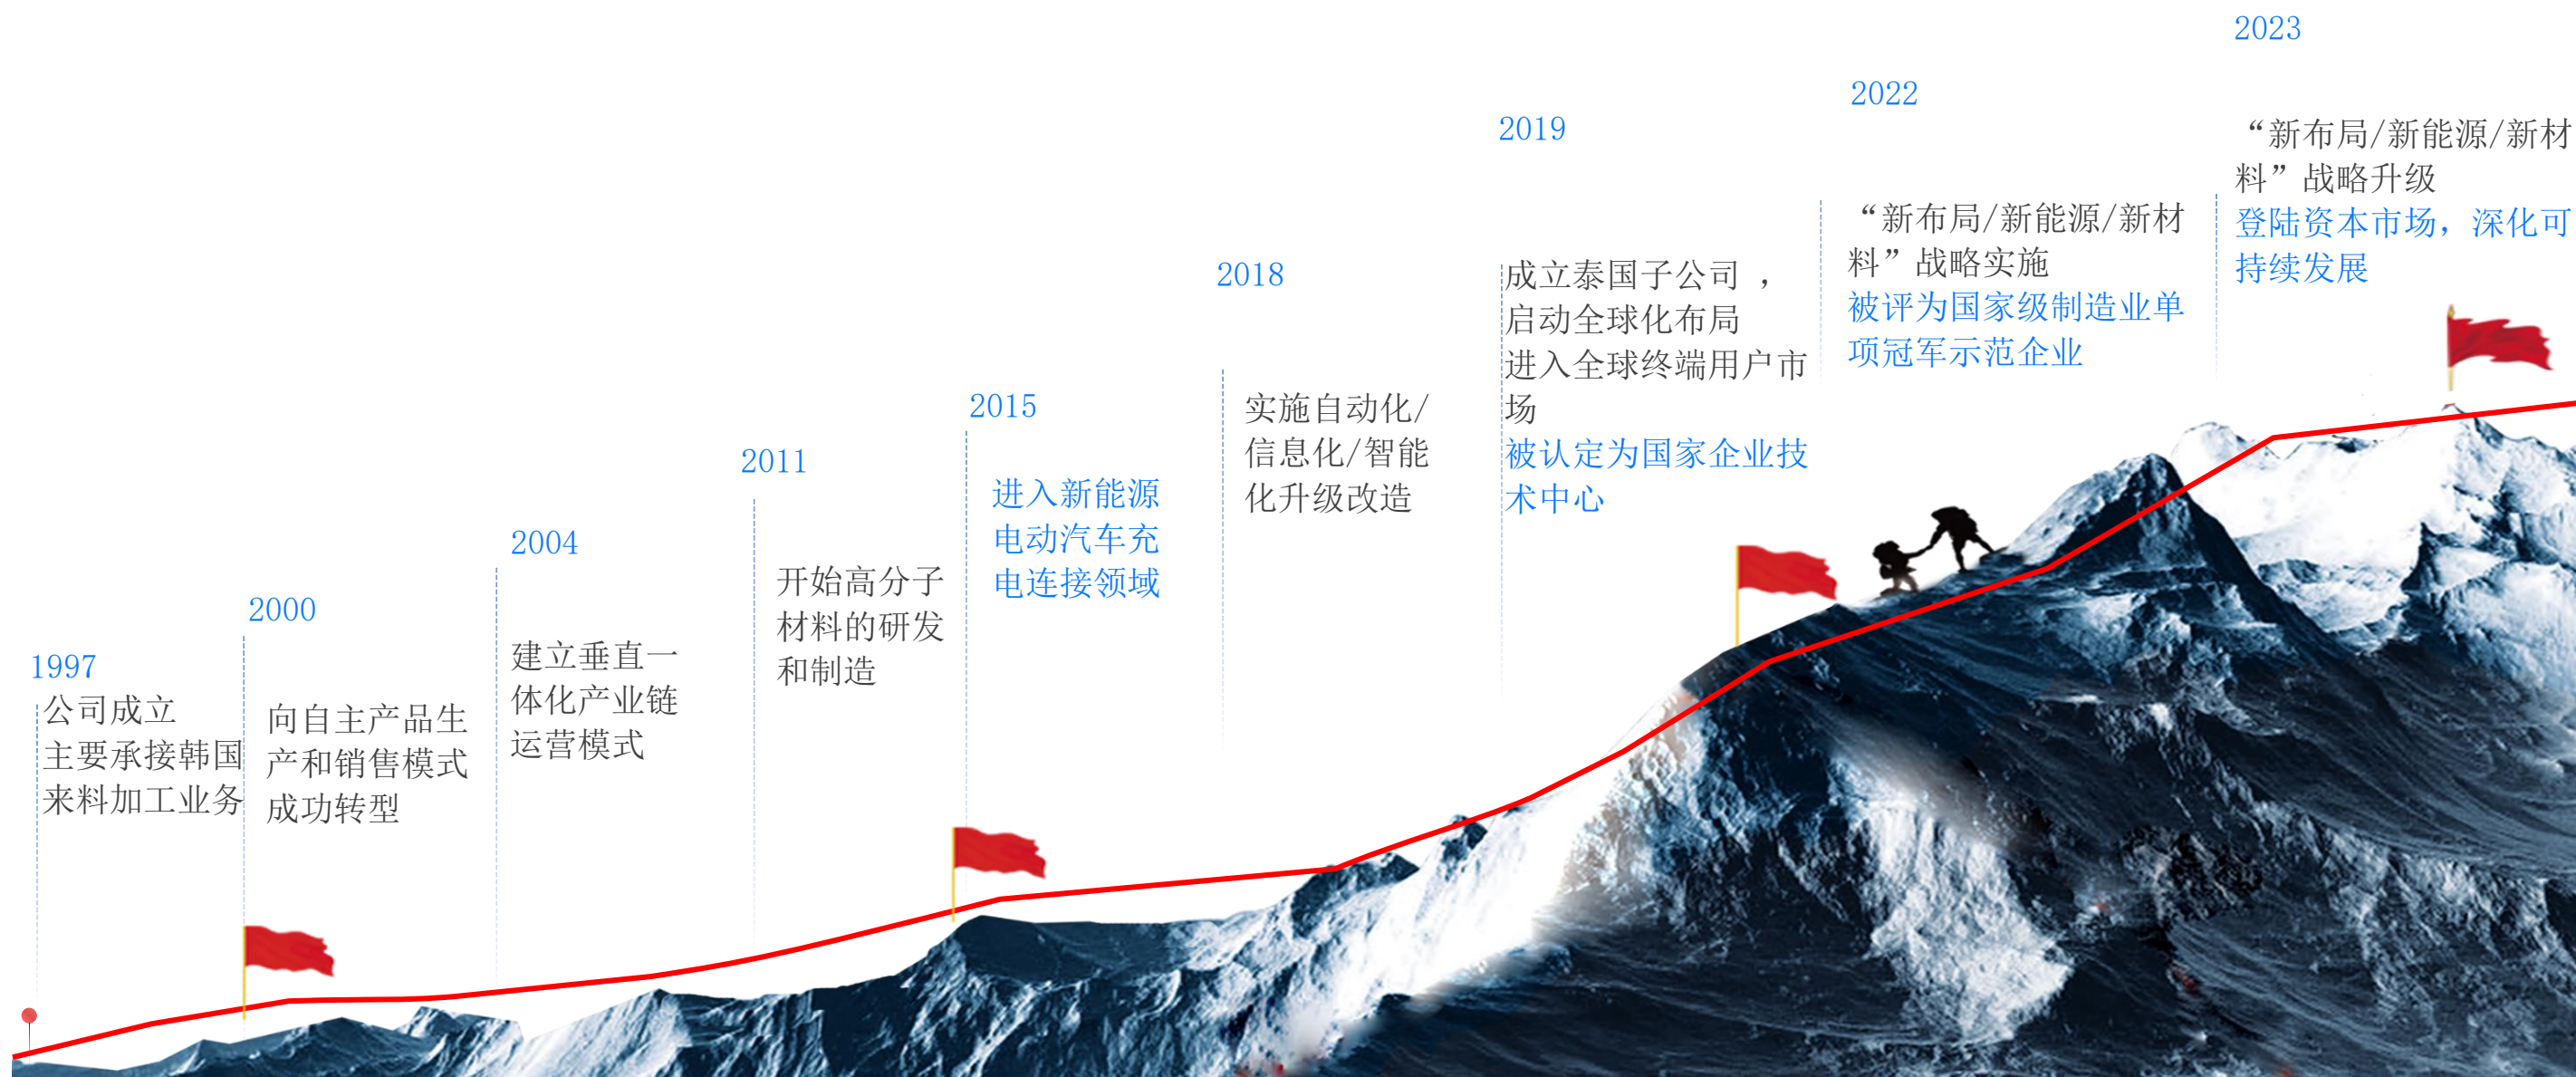 1997
公司成立
主要承接韩国
来料加工业务
2000
向自主产品生
产和销售模式
成功转型
2004
建立垂直一
体化产业链
运营模式
2011
开始高分子
材料的研发
和制造
2015
进入新能源
电动汽车充
电连接领域
2018
实施自动化/
信息化/智能
化升级改造
2019
成立泰国子公司 ，
启动全球化布局
进入全球终端用户市
场
被认定为国家企业技
术中心
2022
“新布局/新能源/新材
料”战略实施
被评为国家级制造业单
项冠军示范企业
2023
“新布局/新能源/新材
料”战略升级
登陆资本市场，深化可
持续发展